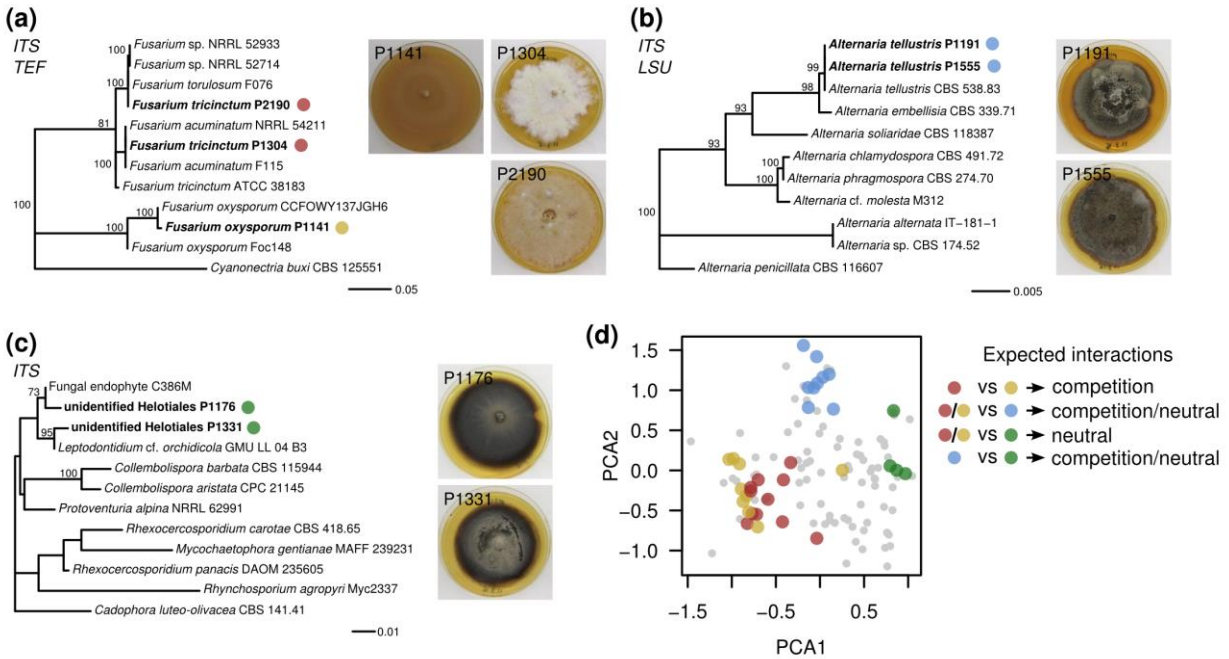 (a)
ITS
TEF
Fusarium sp. NRRL 52933
100
Fusarium sp. NRRL 52714
100
Fusarium torulosum F076
Fusarium tricinctum P2190
81
Fusarium acuminatum NRRL 54211
Fusarium tricinctum P1304
100
Fusarium acuminatum F115
Fusarium tricinctum ATCC 38183
100
Fusarium oxysporum CCFOWY137JGH6
100
100
Fusarium oxysporum P1141
Fusarium oxysporum Foc148
Cyanonectria buxi CBS 125551
0.05
P1141
P1304
P2190
(b)
ITS
LSU
Alternaria tellustris P1191
99
Alternaria tellustris P1555
98
Alternaria tellustris CBS 538.83
93
Alternaria embellisia CBS 339.71
93
Alternaria soliaridae CBS 118387
Alternaria chlamydospora CBS 491.72
100
100
Alternaria phragmospora CBS 274.70
Alternaria cf. molesta M312
100
Alternaria alternata IT-181-1
Alternaria sp. CBS 174.52
Alternaria penicillata CBS 116607
0.005
P1191
P1555
(c)
ITS
73
Fungal endophyte C386M
unidentified Helotiales P1176
unidentified Helotiales P1331
95
Leptodontidium cf. orchidicola GMU LL 04 B3
Collembolispora barbata CBS 115944
100
Collembolispora aristata CPC 21145
Protoventuria alpina NRRL 62991
Rhexocercosporidium carotae CBS 418.65
Mycochaetophora gentianae MAFF 239231
Rhexocercosporidium panacis DAOM 235605
Rhynchosporium agropyri Myc2337
Cadophora luteo-olivacea CBS 141.41
0.01
P1176
P1331
(d)
1.5
1.0
0.5
0.0
−0.5
−1.0
PCA2
−1.5
−0.5
0.5
PCA1
Expected interactions
vs → competition
/ vs → competition/neutral
/ vs → neutral
vs → competition/neutral